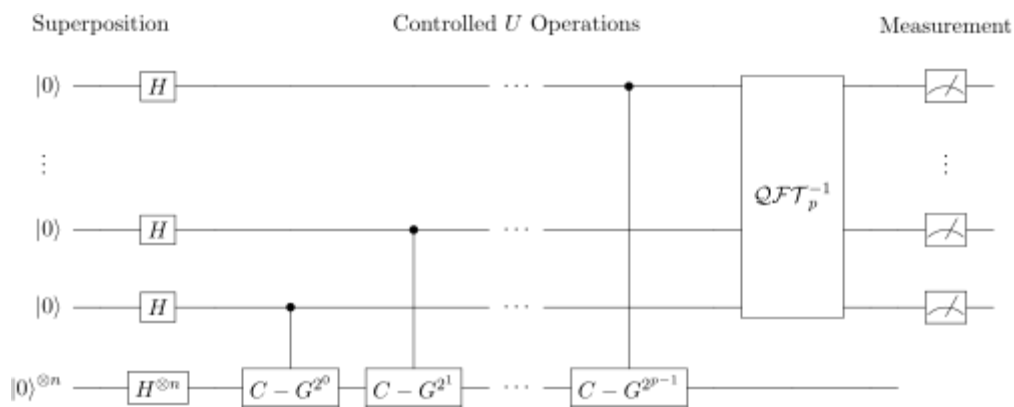 Superposition Controlled U Operations Measurement
|0⟩ H ···
⋮ ⋮
QFT_p^{-1}
|0⟩ H ···
|0⟩ H ···
|0⟩^{⊗n} H^{⊗n} C − G^{2^0} C − G^{2^1} ··· C − G^{2^{p−1}}